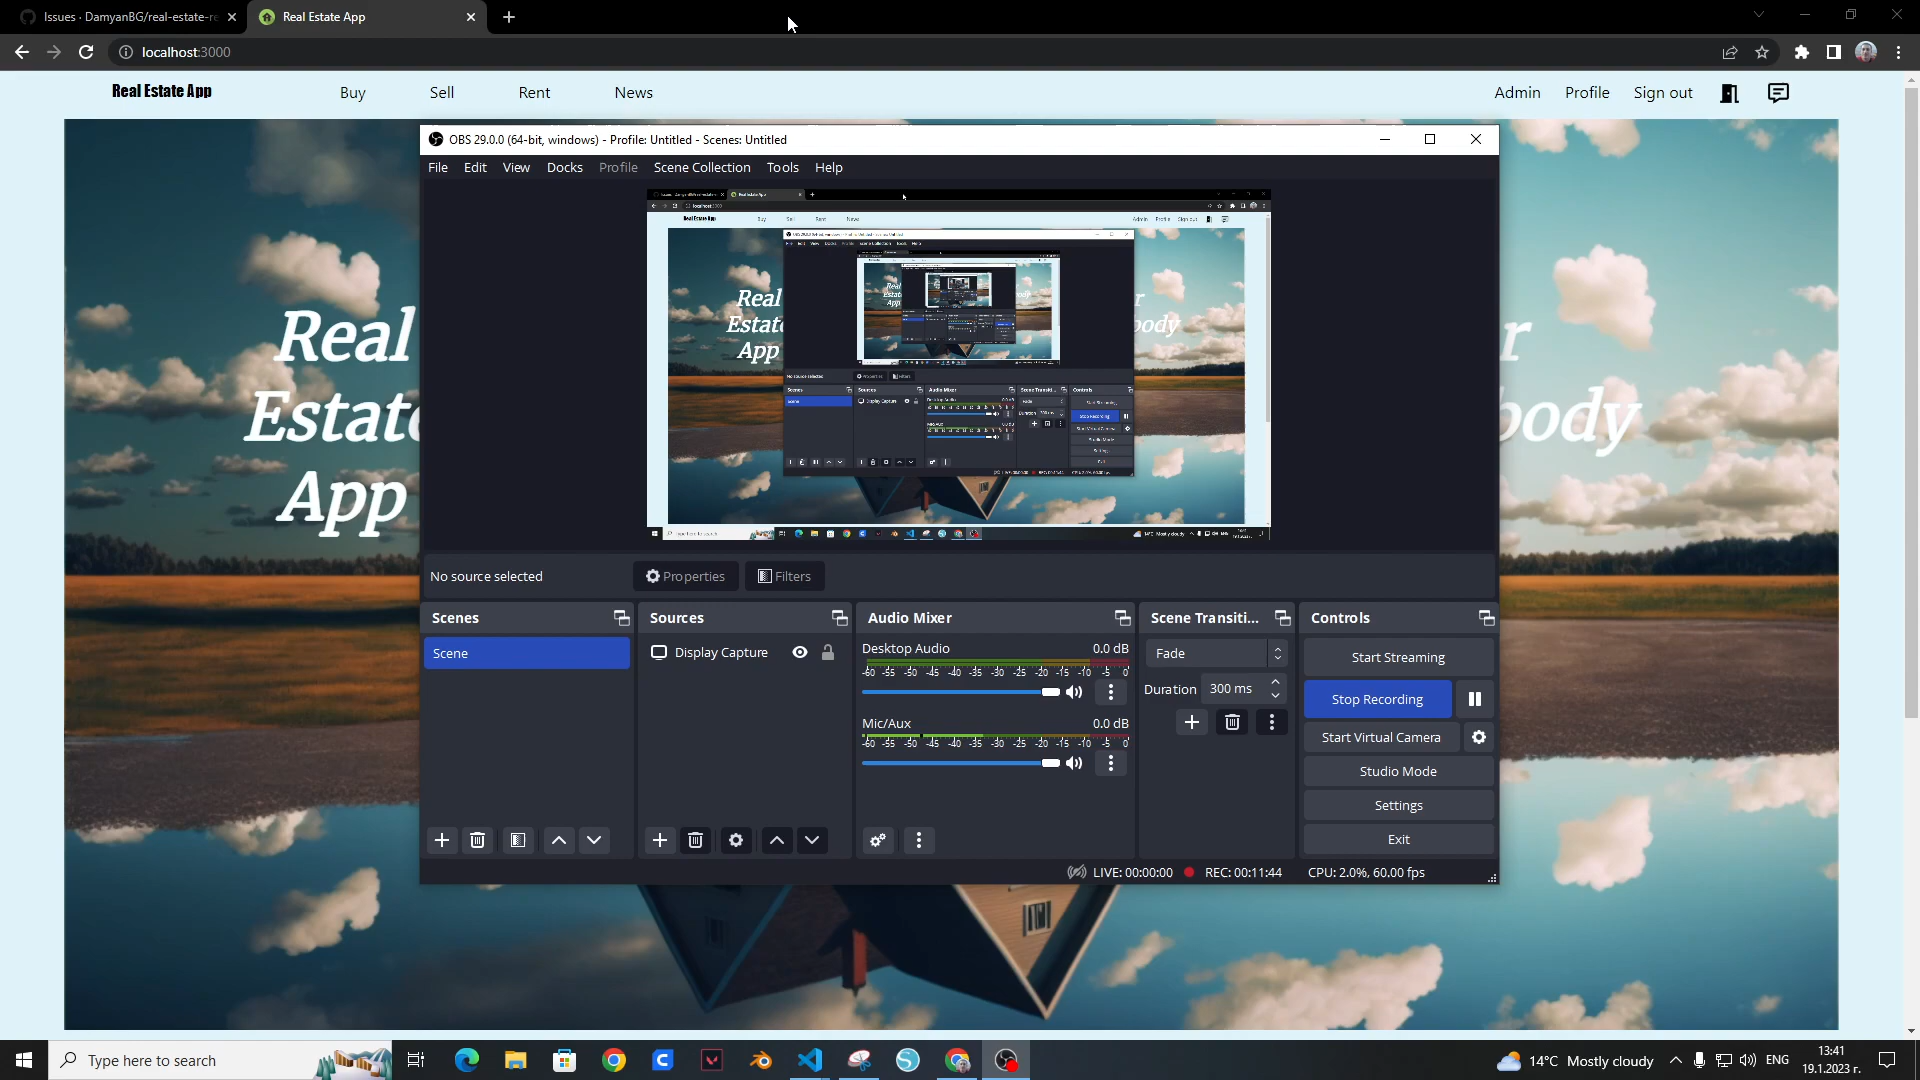 Issues · DamyanBG/real-estate-re
Real Estate App
localhost:3000
Real Estate App
Buy
Sell
Rent
News
Admin
Profile
Sign out
OBS 29.0.0 (64-bit, windows) - Profile: Untitled - Scenes: Untitled
File
Edit
View
Docks
Profile
Scene Collection
Tools
Help
Real
Estate
App
r
body
No source selected
Properties
Filters
Scenes
Sources
Audio Mixer
Scene Transiti...
Controls
Scene
Display Capture
Desktop Audio
0.0 dB
-60 -55 -50 -45 -40 -35 -30 -25 -20 -15 -10 -5 0
Mic/Aux
0.0 dB
-60 -55 -50 -45 -40 -35 -30 -25 -20 -15 -10 -5 0
Fade
Duration
300 ms
Start Streaming
Stop Recording
Start Virtual Camera
Studio Mode
Settings
Exit
LIVE: 00:00:00
REC: 00:11:44
CPU: 2.0%, 60.00 fps
Type here to search
14°C Mostly cloudy
ENG
13:41
19.1.2023 г.